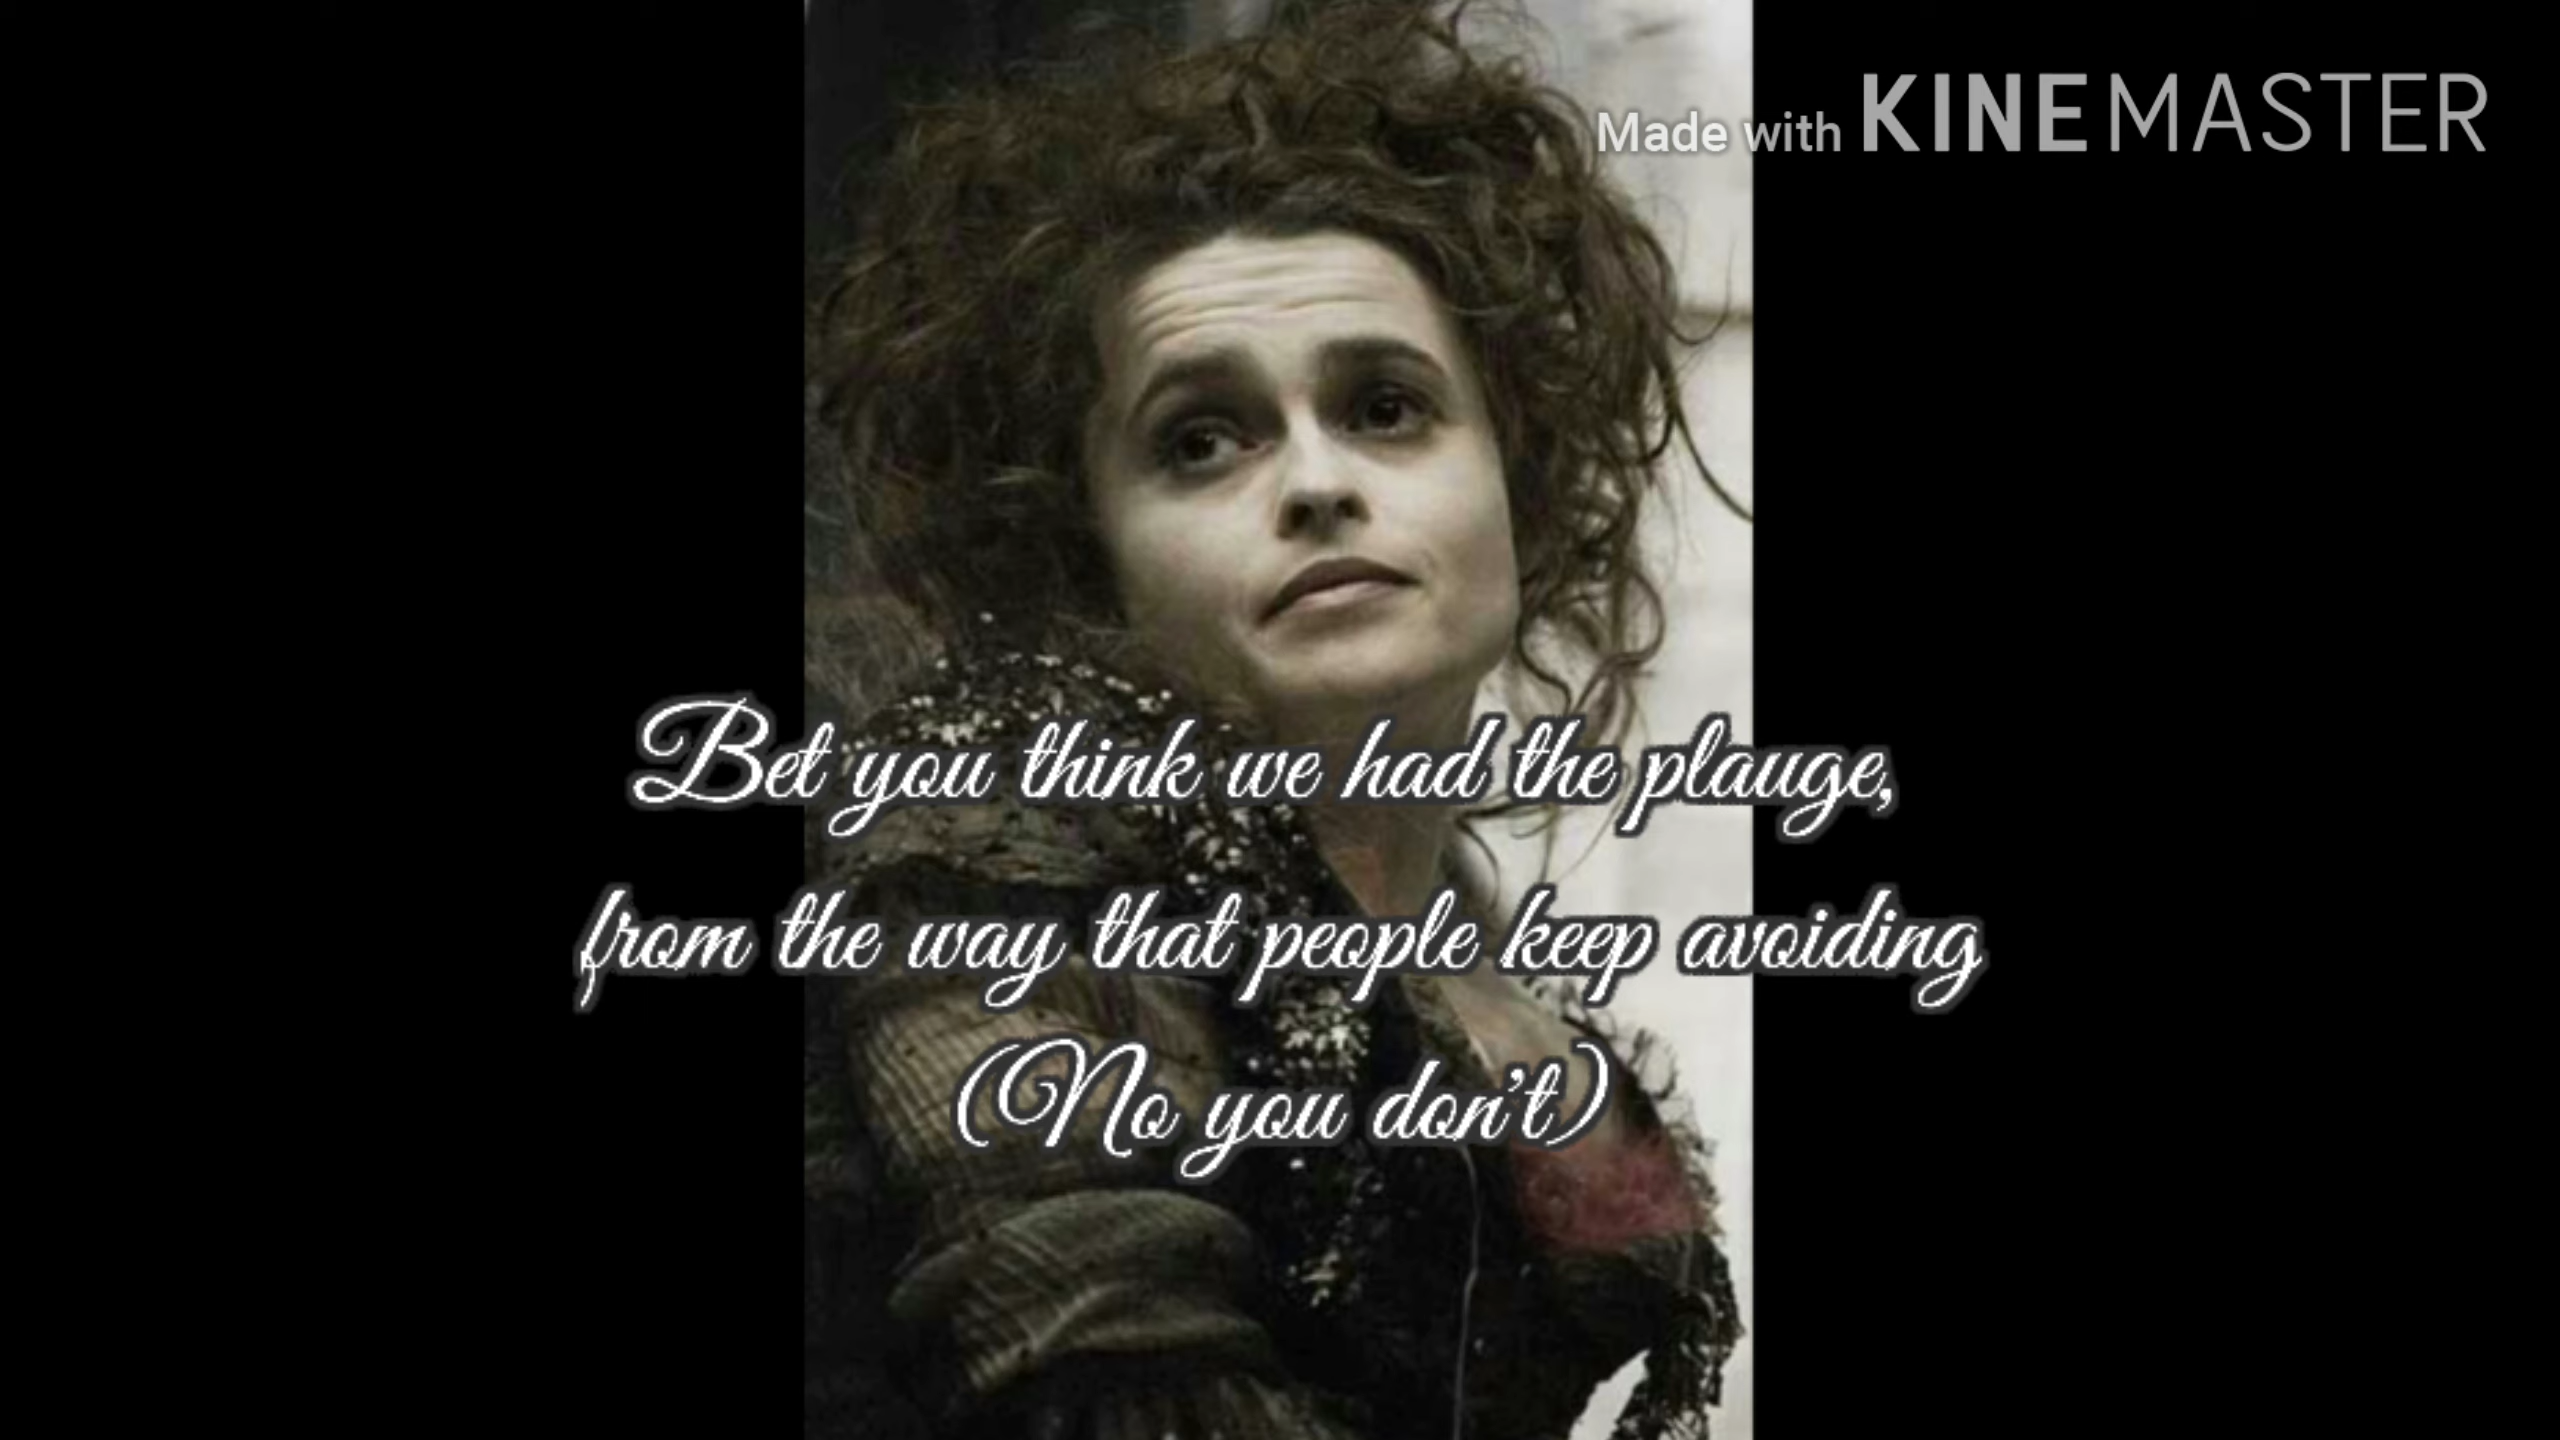 Made with KINEMASTER
Bet you think we had the plauge,
from the way that people keep avoiding
(No you don't)